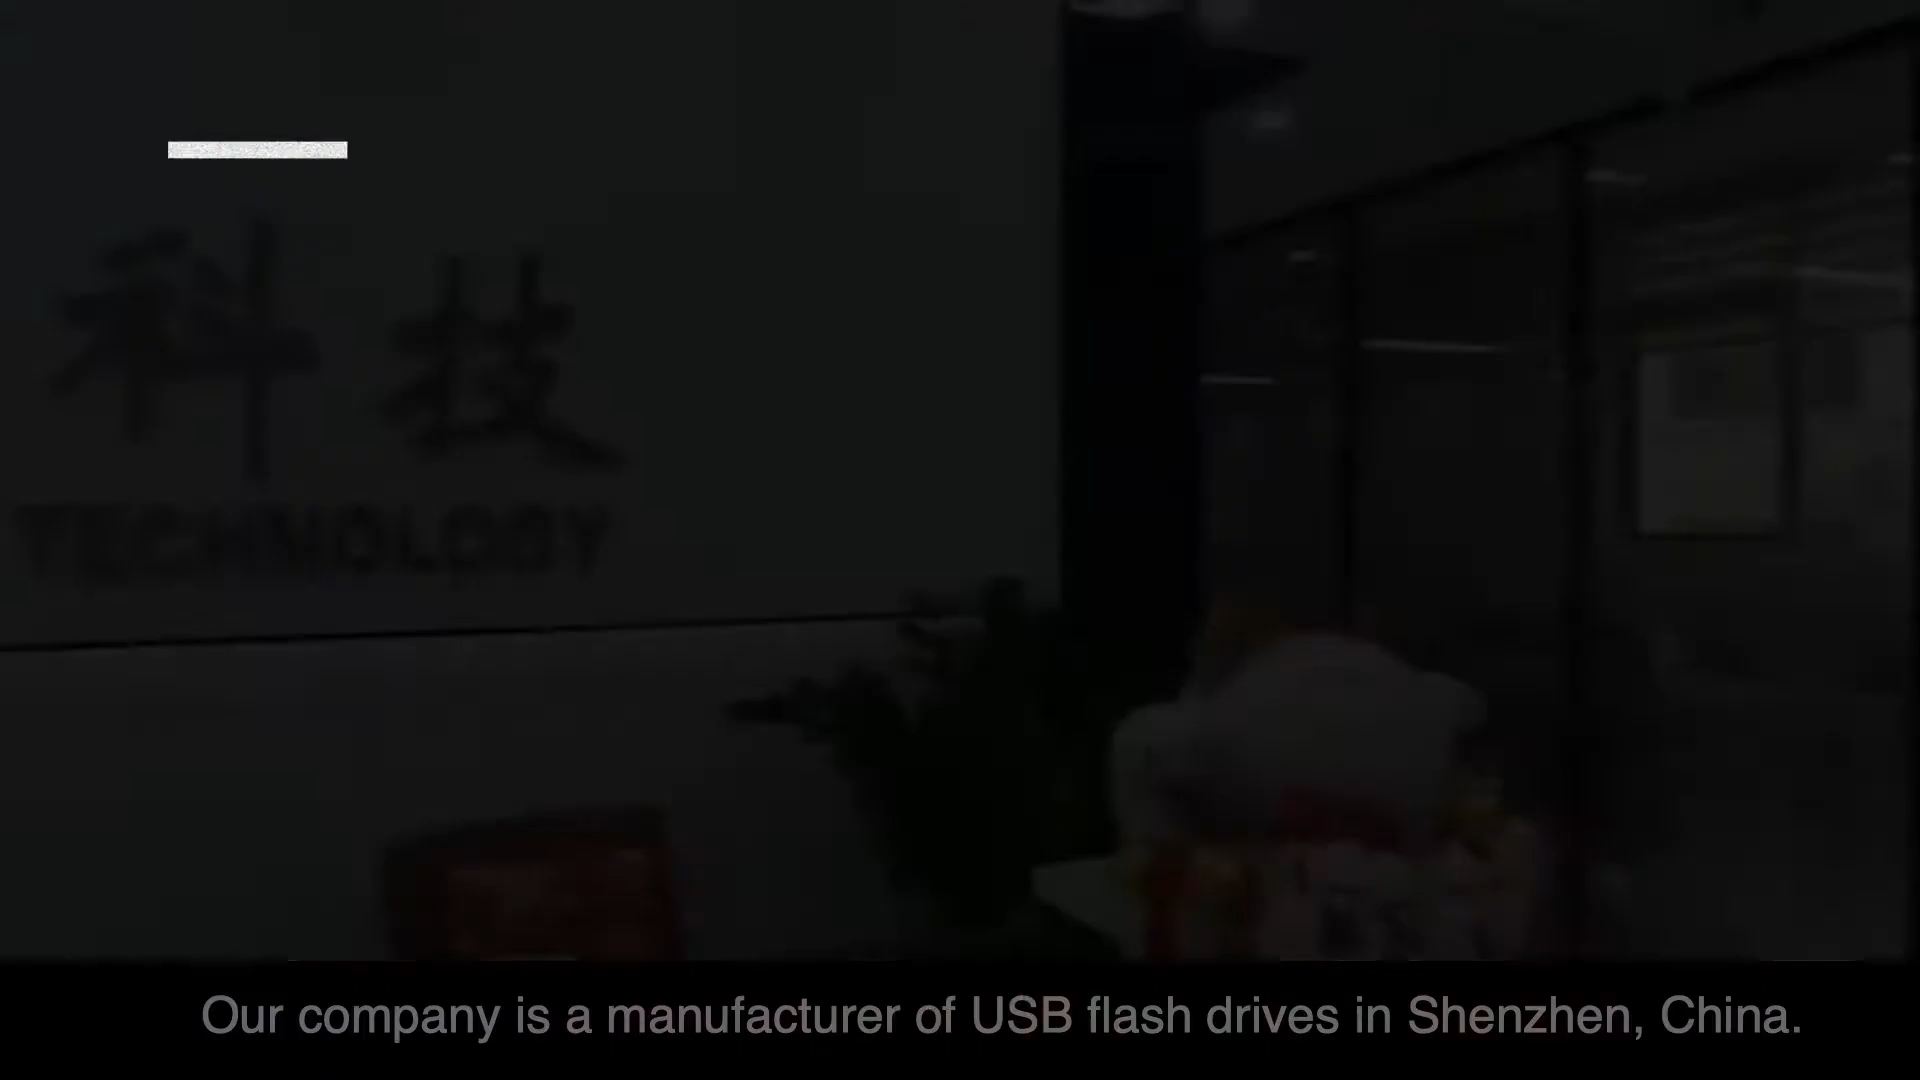 科技
TECHNOLOGY
Our company is a manufacturer of USB flash drives in Shenzhen, China.